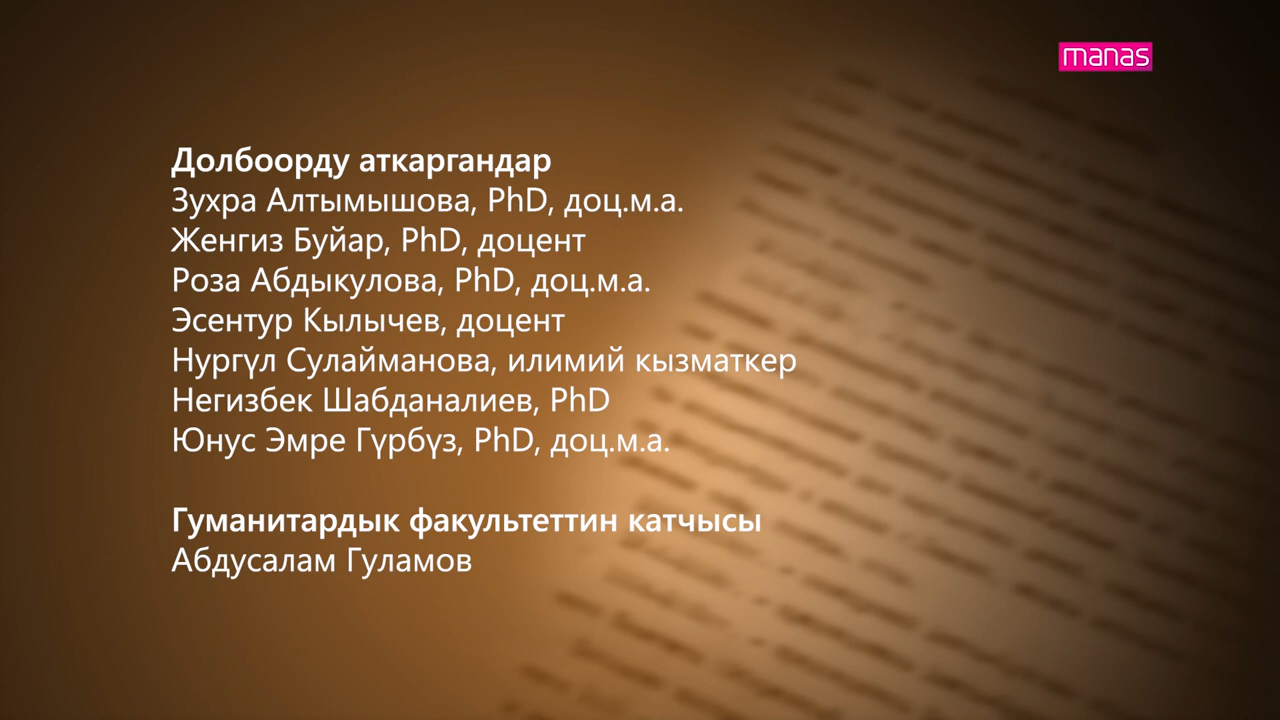 manas
Долбоорду аткаргандар
Зухра Алтымышова, PhD, доц.м.а.
Женгиз Буйар, PhD, доцент
Роза Абдыкулова, PhD, доц.м.а.
Эсентур Кылычев, доцент
Нургүл Сулайманова, илимий кызматкер
Негизбек Шабданалиев, PhD
Юнус Эмре Гүрбүз, PhD, доц.м.а.
Гуманитардык факультеттин катчысы
Абдусалам Гуламов